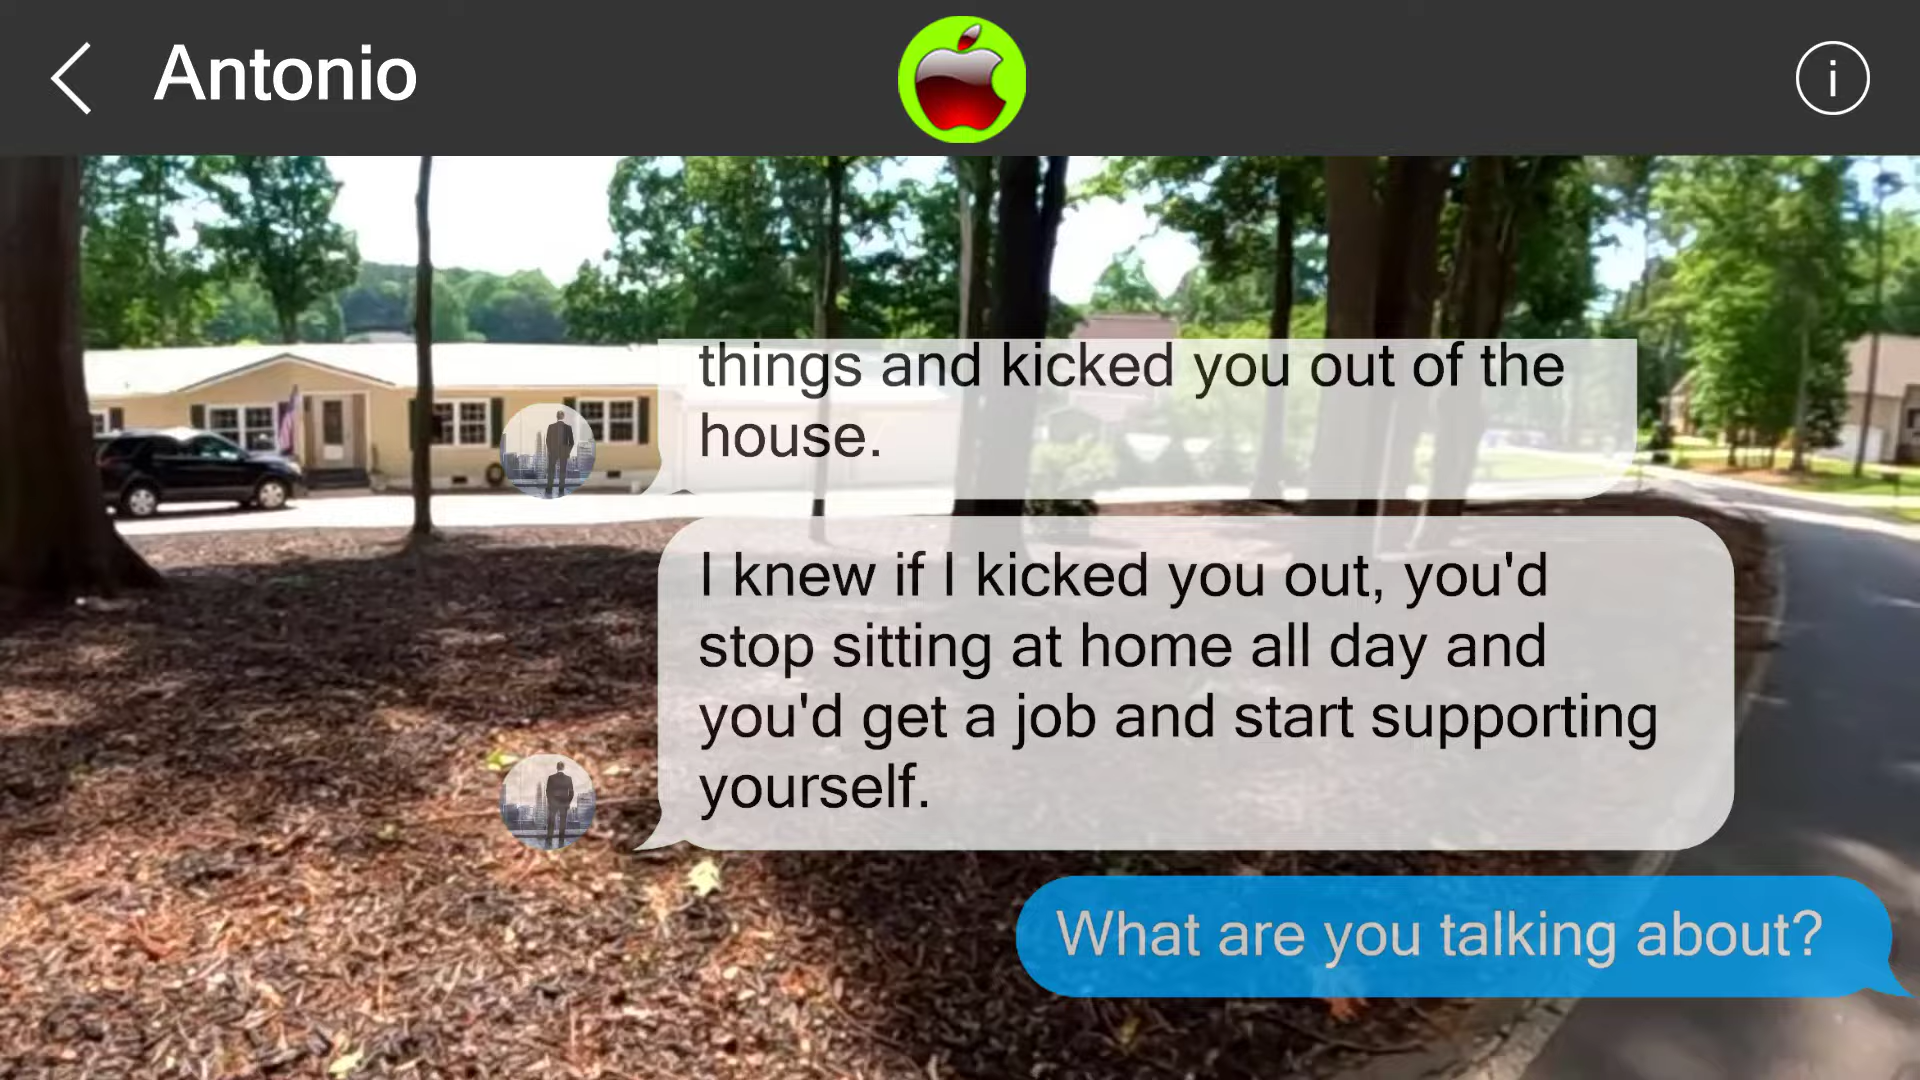 Antonio
i
things and kicked you out of the
house.
I knew if I kicked you out, you'd
stop sitting at home all day and
you'd get a job and start supporting
yourself.
What are you talking about?